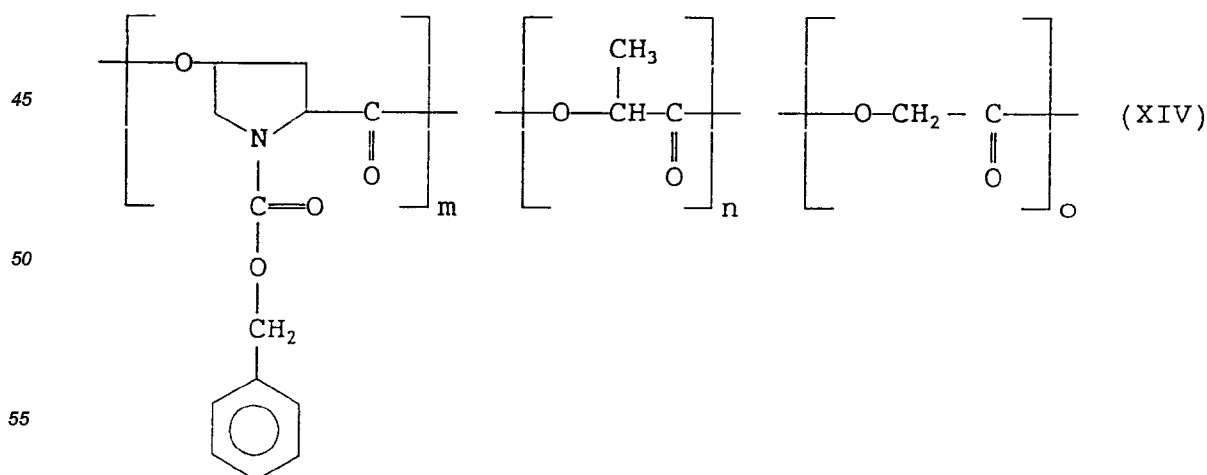 CH3
O
45 O CH C (XIV)
C O CH2 C
N
O O O
m n o
C O
50
O
CH2
55